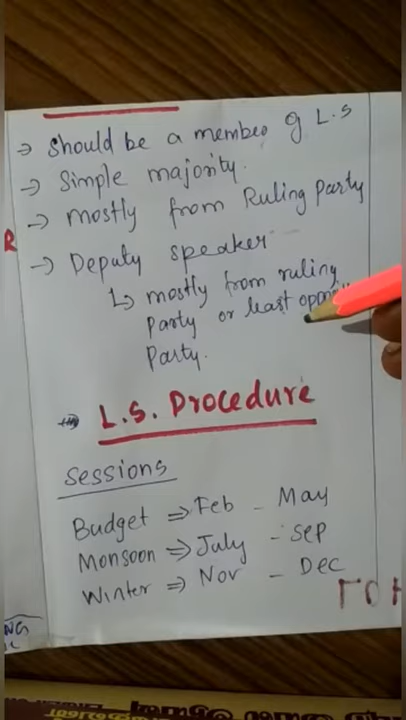 → Should be a member of L.S
→ Simple majority.
→ mostly from Ruling party
→ Deputy speaker
↳ mostly from ruling
Party or least
Party.
→ L.S. Procedure
Sessions
Budget ⇒ Feb - May
Monsoon ⇒ July - Sep
Winter ⇒ Nov - Dec